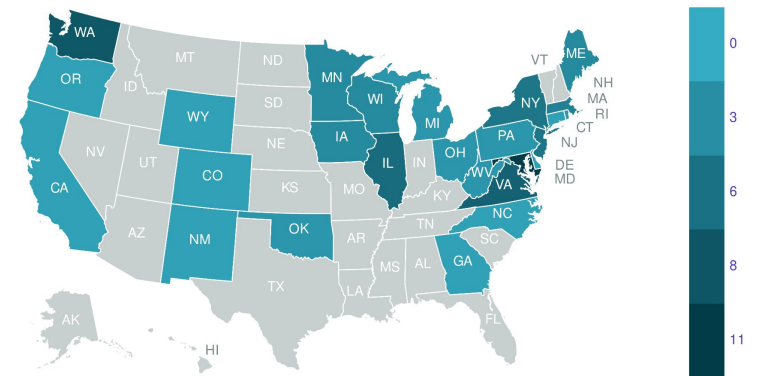 WA
MT
ND
MN
VT
ME
OR
ID
SD
WI
NY
NH
MA
RI
WY
MI
CT
NV
UT
NE
IA
IL
IN
OH
PA
NJ
CA
CO
KS
MO
KY
WV
VA
DE
MD
AZ
NM
OK
AR
TN
NC
SC
TX
LA
MS
AL
GA
FL
AK
HI
0
3
6
8
11